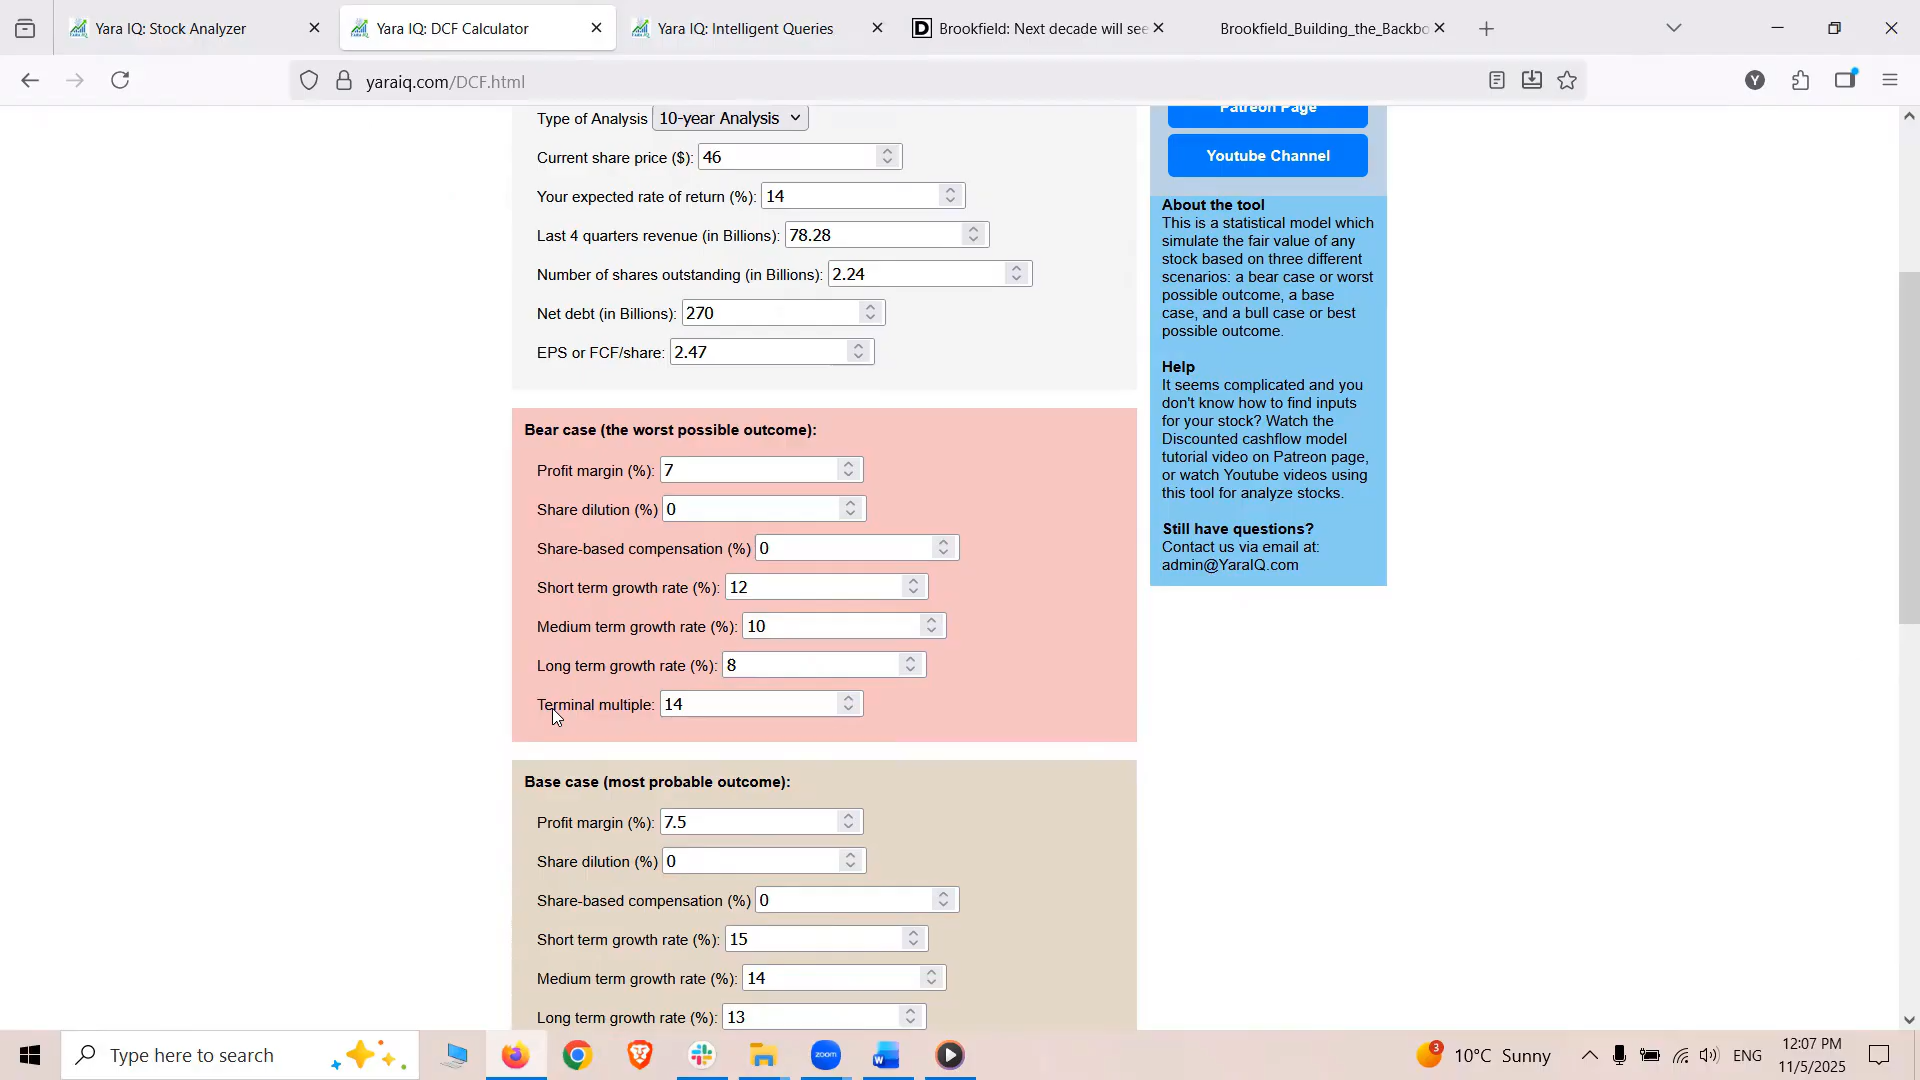 Yara IQ: Stock Analyzer
Yara IQ: DCF Calculator
Yara IQ: Intelligent Queries
D Brookfield: Next decade will see
Brookfield_Building_the_Backbo
yaraiq.com/DCF.html
Y
Type of Analysis 10-year Analysis
Current share price ($): 46
Your expected rate of return (%): 14
Last 4 quarters revenue (in Billions): 78.28
Number of shares outstanding (in Billions): 2.24
Net debt (in Billions): 270
EPS or FCF/share: 2.47
Bear case (the worst possible outcome):
Profit margin (%): 7
Share dilution (%) 0
Share-based compensation (%) 0
Short term growth rate (%): 12
Medium term growth rate (%): 10
Long term growth rate (%): 8
Terminal multiple: 14
Base case (most probable outcome):
Profit margin (%): 7.5
Share dilution (%) 0
Share-based compensation (%) 0
Short term growth rate (%): 15
Medium term growth rate (%): 14
Long term growth rate (%): 13
Patreon Page
Youtube Channel
About the tool
This is a statistical model which
simulate the fair value of any
stock based on three different
scenarios: a bear case or worst
possible outcome, a base
case, and a bull case or best
possible outcome.
Help
It seems complicated and you
don't know how to find inputs
for your stock? Watch the
Discounted cashflow model
tutorial video on Patreon page,
or watch Youtube videos using
this tool for analyze stocks.
Still have questions?
Contact us via email at:
admin@YaraIQ.com
Type here to search
zoom
W
3
10°C Sunny
ENG
12:07 PM
11/5/2025